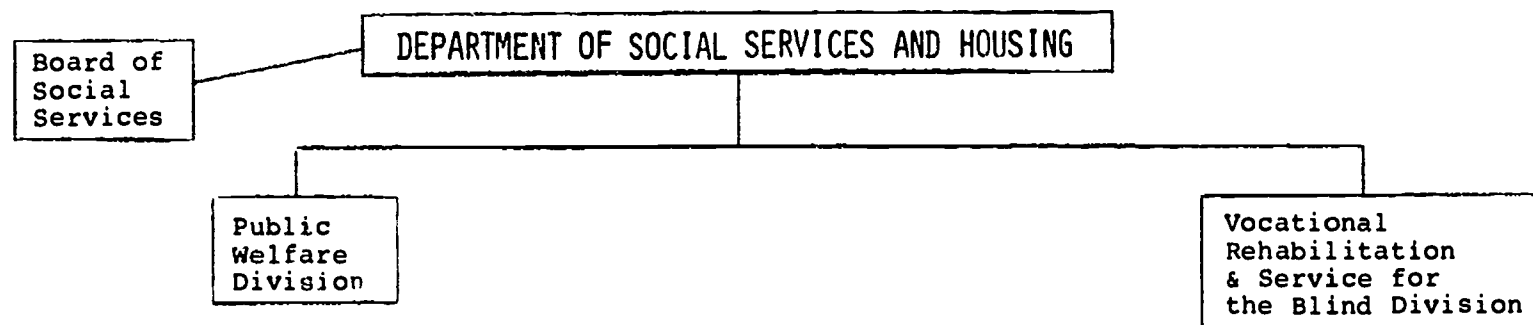 DEPARTMENT OF SOCIAL SERVICES AND HOUSING
Board of
Social
Services
Public
Welfare
Division
Vocational
Rehabilitation
& Service for
the Blind Division